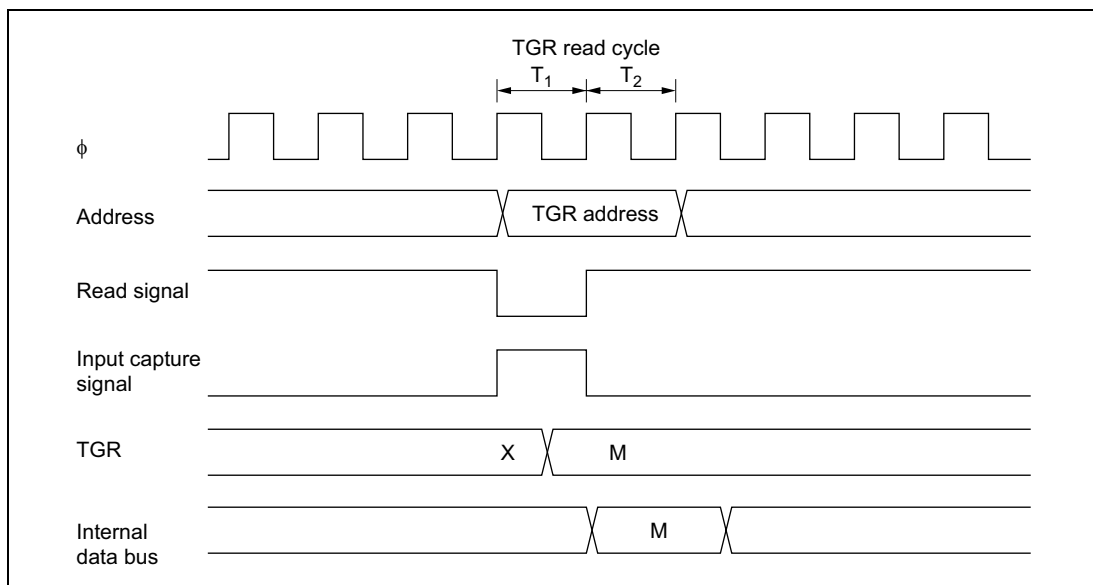 TGR read cycle
T₁ T₂
ϕ
Address
TGR address
Read signal
Input capture
signal
TGR
X M
Internal
data bus
M